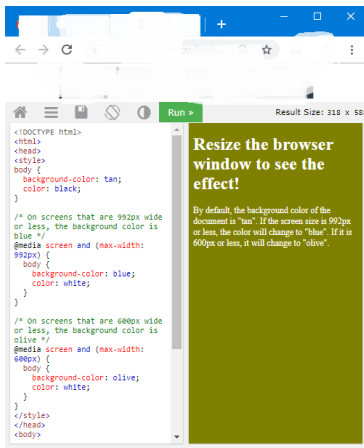 Run »
Result Size: 318 x 58
<!DOCTYPE html>
<html>
<head>
<style>
body {
  background-color: tan;
  color: black;
}
/* On screens that are 992px wide
or less, the background color is
blue */
@media screen and (max-width:
992px) {
  body {
    background-color: blue;
    color: white;
  }
}
/* On screens that are 600px wide
or less, the background color is
olive */
@media screen and (max-width:
600px) {
  body {
    background-color: olive;
    color: white;
  }
}
</style>
</head>
<body>
Resize the browser
window to see the
effect!
By default, the background color of the
document is "tan". If the screen size is 992px
or less, the color will change to "blue". If it is
600px or less, it will change to "olive".